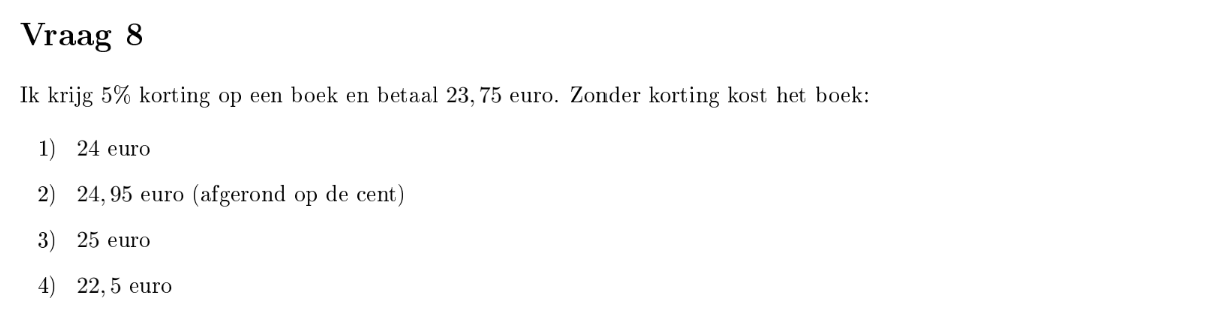 Vraag 8
Ik krijg 5% korting op een boek en betaal 23,75 euro. Zonder korting kost het boek:
1) 24 euro
2) 24,95 euro (afgerond op de cent)
3) 25 euro
4) 22,5 euro